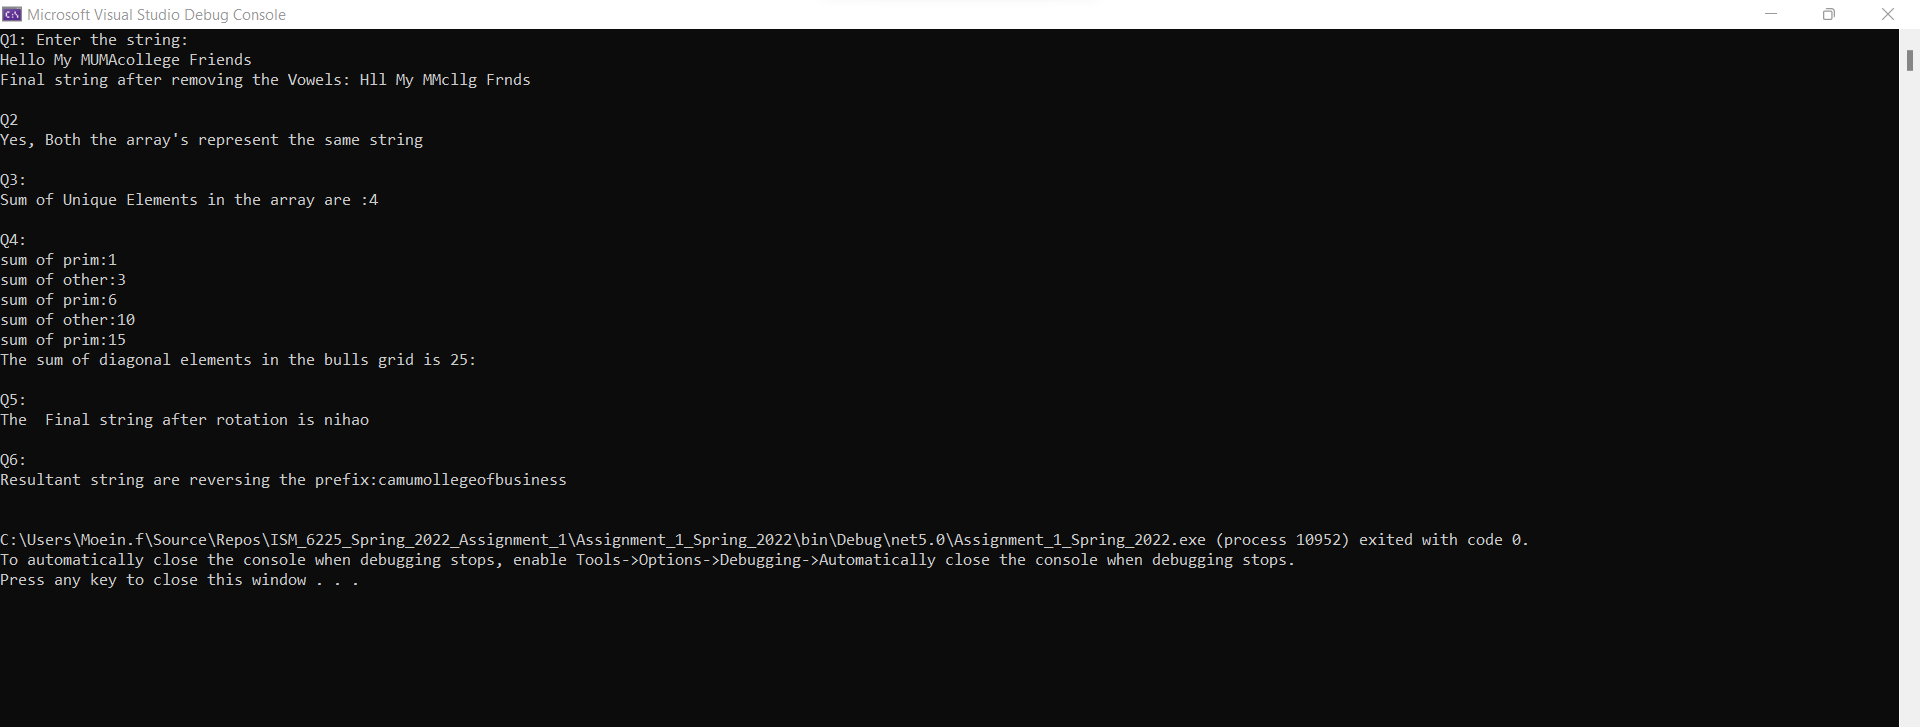 Microsoft Visual Studio Debug Console
Q1: Enter the string:
Hello My MUMAcollege Friends
Final string after removing the Vowels: Hll My MMcllg Frnds
Q2
Yes, Both the array's represent the same string
Q3:
Sum of Unique Elements in the array are :4
Q4:
sum of prim:1
sum of other:3
sum of prim:6
sum of other:10
sum of prim:15
The sum of diagonal elements in the bulls grid is 25:
Q5:
The  Final string after rotation is nihao
Q6:
Resultant string are reversing the prefix:camumollegeofbusiness
C:\Users\Moein.f\Source\Repos\ISM_6225_Spring_2022_Assignment_1\Assignment_1_Spring_2022\bin\Debug\net5.0\Assignment_1_Spring_2022.exe (process 10952) exited with code 0.
To automatically close the console when debugging stops, enable Tools->Options->Debugging->Automatically close the console when debugging stops.
Press any key to close this window . . .